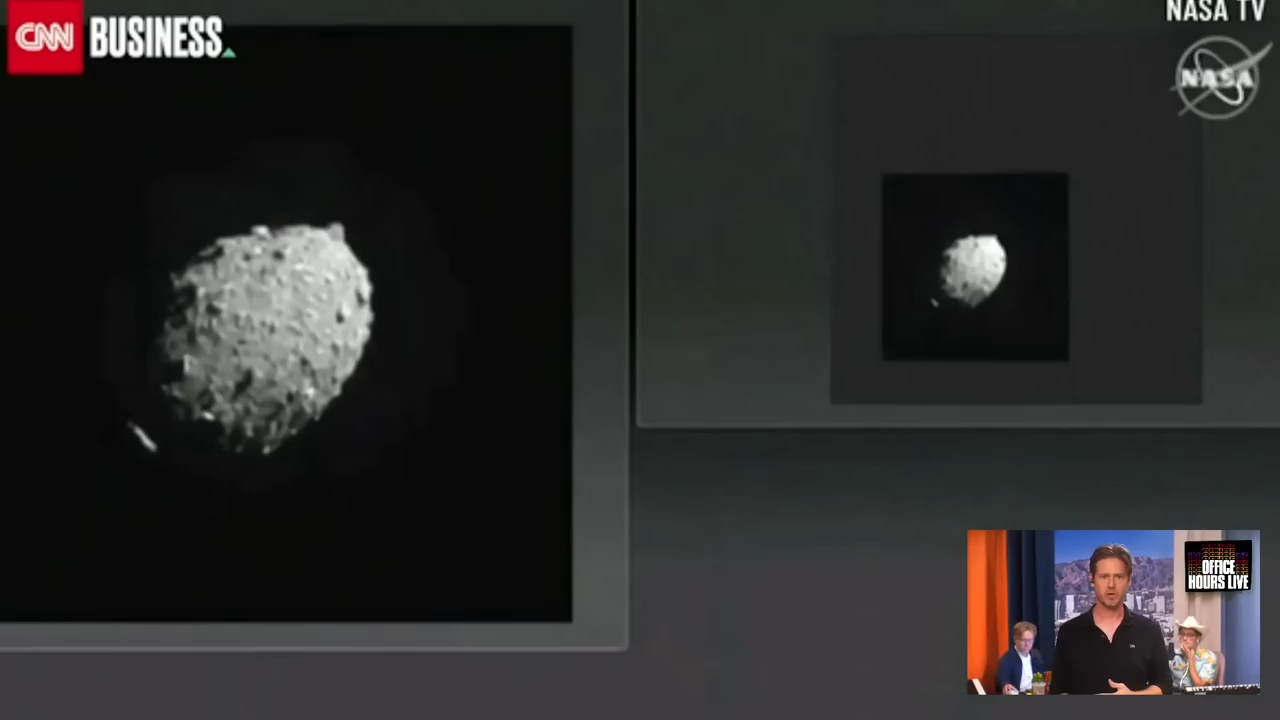 CNN BUSINESS
NASA TV
NASA
OFFICE
HOURS LIVE